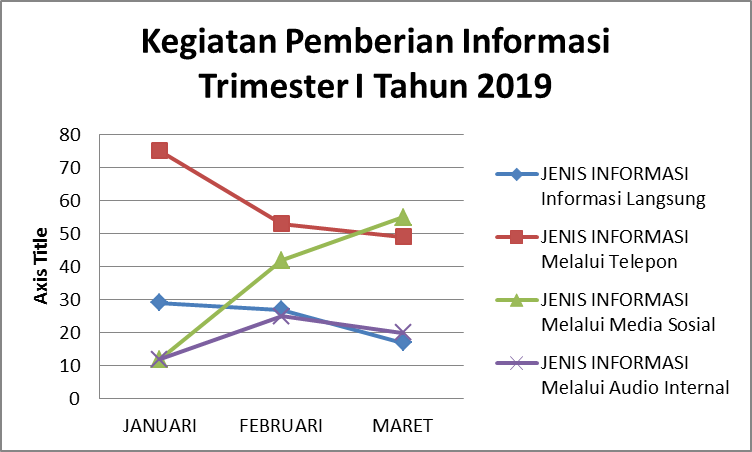 Kegiatan Pemberian Informasi
Trimester I Tahun 2019
Axis Title
80
70
60
50
40
30
20
10
0
JANUARI FEBRUARI MARET
JENIS INFORMASI
Informasi Langsung
JENIS INFORMASI
Melalui Telepon
JENIS INFORMASI
Melalui Media Sosial
JENIS INFORMASI
Melalui Audio Internal